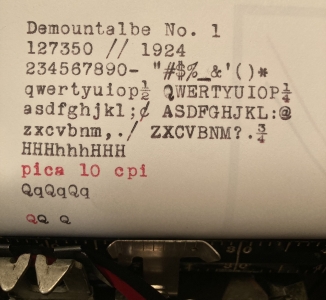 Demountalbe No. 1
127350 // 1924
234567890- "#$%_&'()*
qwertyuiop½ QWERTYUIOP¼
asdfghjkl;¢ ASDFGHJKL:@
zxcvbnm,./ ZXCVBNM?.¾
HHHhhhHHH
pica 10 cpi
QqQqQq
QQ Q